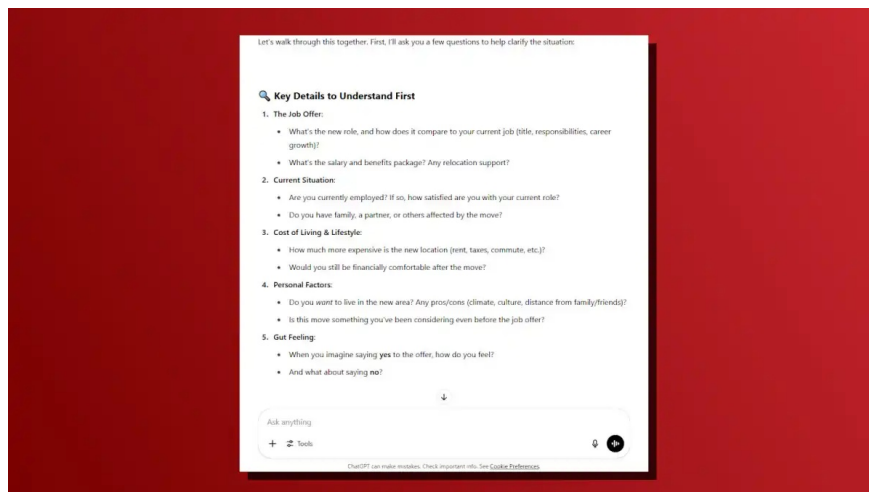 Let's walk through this together. First, I'll ask you a few questions to help clarify the situation:
Key Details to Understand First
1. The Job Offer:
• What's the new role, and how does it compare to your current job (title, responsibilities, career
growth)?
• What's the salary and benefits package? Any relocation support?
2. Current Situation:
• Are you currently employed? If so, how satisfied are you with your current role?
• Do you have family, a partner, or others affected by the move?
3. Cost of Living & Lifestyle:
• How much more expensive is the new location (rent, taxes, commute, etc.)?
• Would you still be financially comfortable after the move?
4. Personal Factors:
• Do you want to live in the new area? Any pros/cons (climate, culture, distance from family/friends)?
• Is this move something you've been considering even before the job offer?
5. Gut Feeling:
• When you imagine saying yes to the offer, how do you feel?
• And what about saying no?
Ask anything
Tools
ChatGPT can make mistakes. Check important info. See Cookie Preferences.